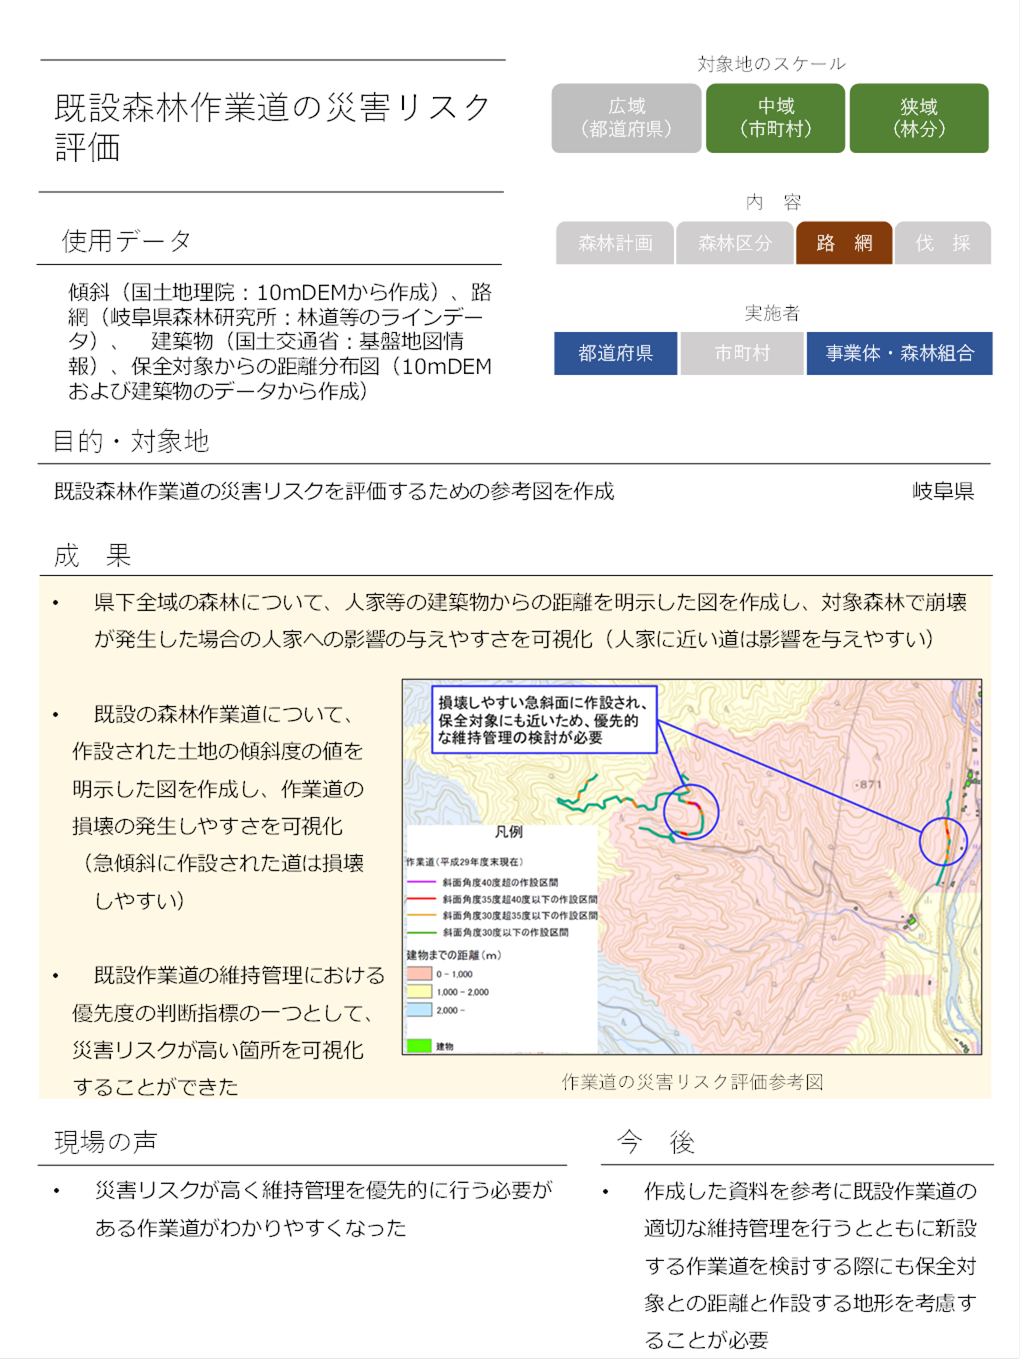 既設森林作業道の災害リスク
評価
対象地のスケール
広域
（都道府県）
中域
（市町村）
狭域
（林分）
内　容
森林計画
森林区分
路　網
伐　採
実施者
都道府県
市町村
事業体・森林組合
使用データ
傾斜（国土地理院：10mDEMから作成）、路
網（岐阜県森林研究所：林道等のラインデー
タ）、　建築物（国土交通省：基盤地図情
報）、保全対象からの距離分布図（10mDEM
および建築物のデータから作成）
目的・対象地
既設森林作業道の災害リスクを評価するための参考図を作成
岐阜県
成　果
• 県下全域の森林について、人家等の建築物からの距離を明示した図を作成し、対象森林で崩壊
が発生した場合の人家への影響の与えやすさを可視化（人家に近い道は影響を与えやすい）
• 既設の森林作業道について、
作設された土地の傾斜度の値を
明示した図を作成し、作業道の
損壊の発生しやすさを可視化
（急傾斜に作設された道は損壊
しやすい）
• 既設作業道の維持管理における
優先度の判断指標の一つとして、
災害リスクが高い箇所を可視化
することができた
損壊しやすい急斜面に作設され、
保全対象にも近いため、優先的
な維持管理の検討が必要
・871
750
凡例
作業道（平成29年度末現在）
斜面角度40度超の作設区間
斜面角度35度超40度以下の作設区間
斜面角度30度超35度以下の作設区間
斜面角度30度以下の作設区間
建物までの距離（m）
0 - 1,000
1,000 - 2,000
2,000 -
建物
作業道の災害リスク評価参考図
現場の声
• 災害リスクが高く維持管理を優先的に行う必要が
ある作業道がわかりやすくなった
今　後
• 作成した資料を参考に既設作業道の
適切な維持管理を行うとともに新設
する作業道を検討する際にも保全対
象との距離と作設する地形を考慮す
ることが必要